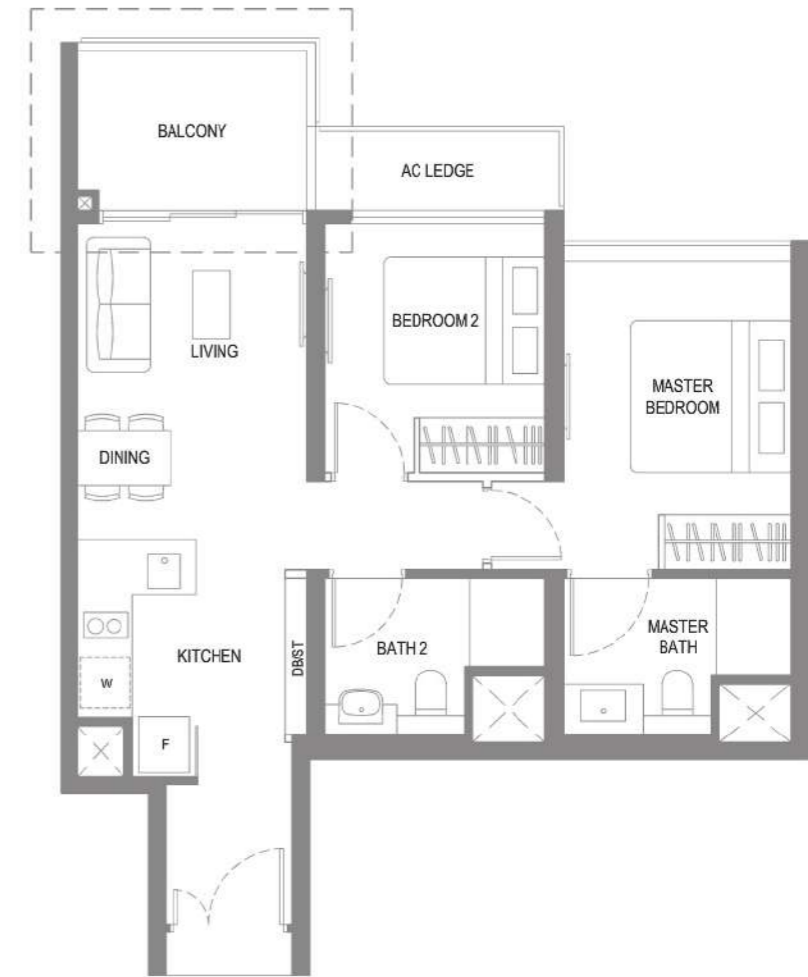 BALCONY
AC LEDGE
BEDROOM 2
LIVING
MASTER
BEDROOM
DINING
KITCHEN
DB/ST
BATH 2
MASTER
BATH
W
F